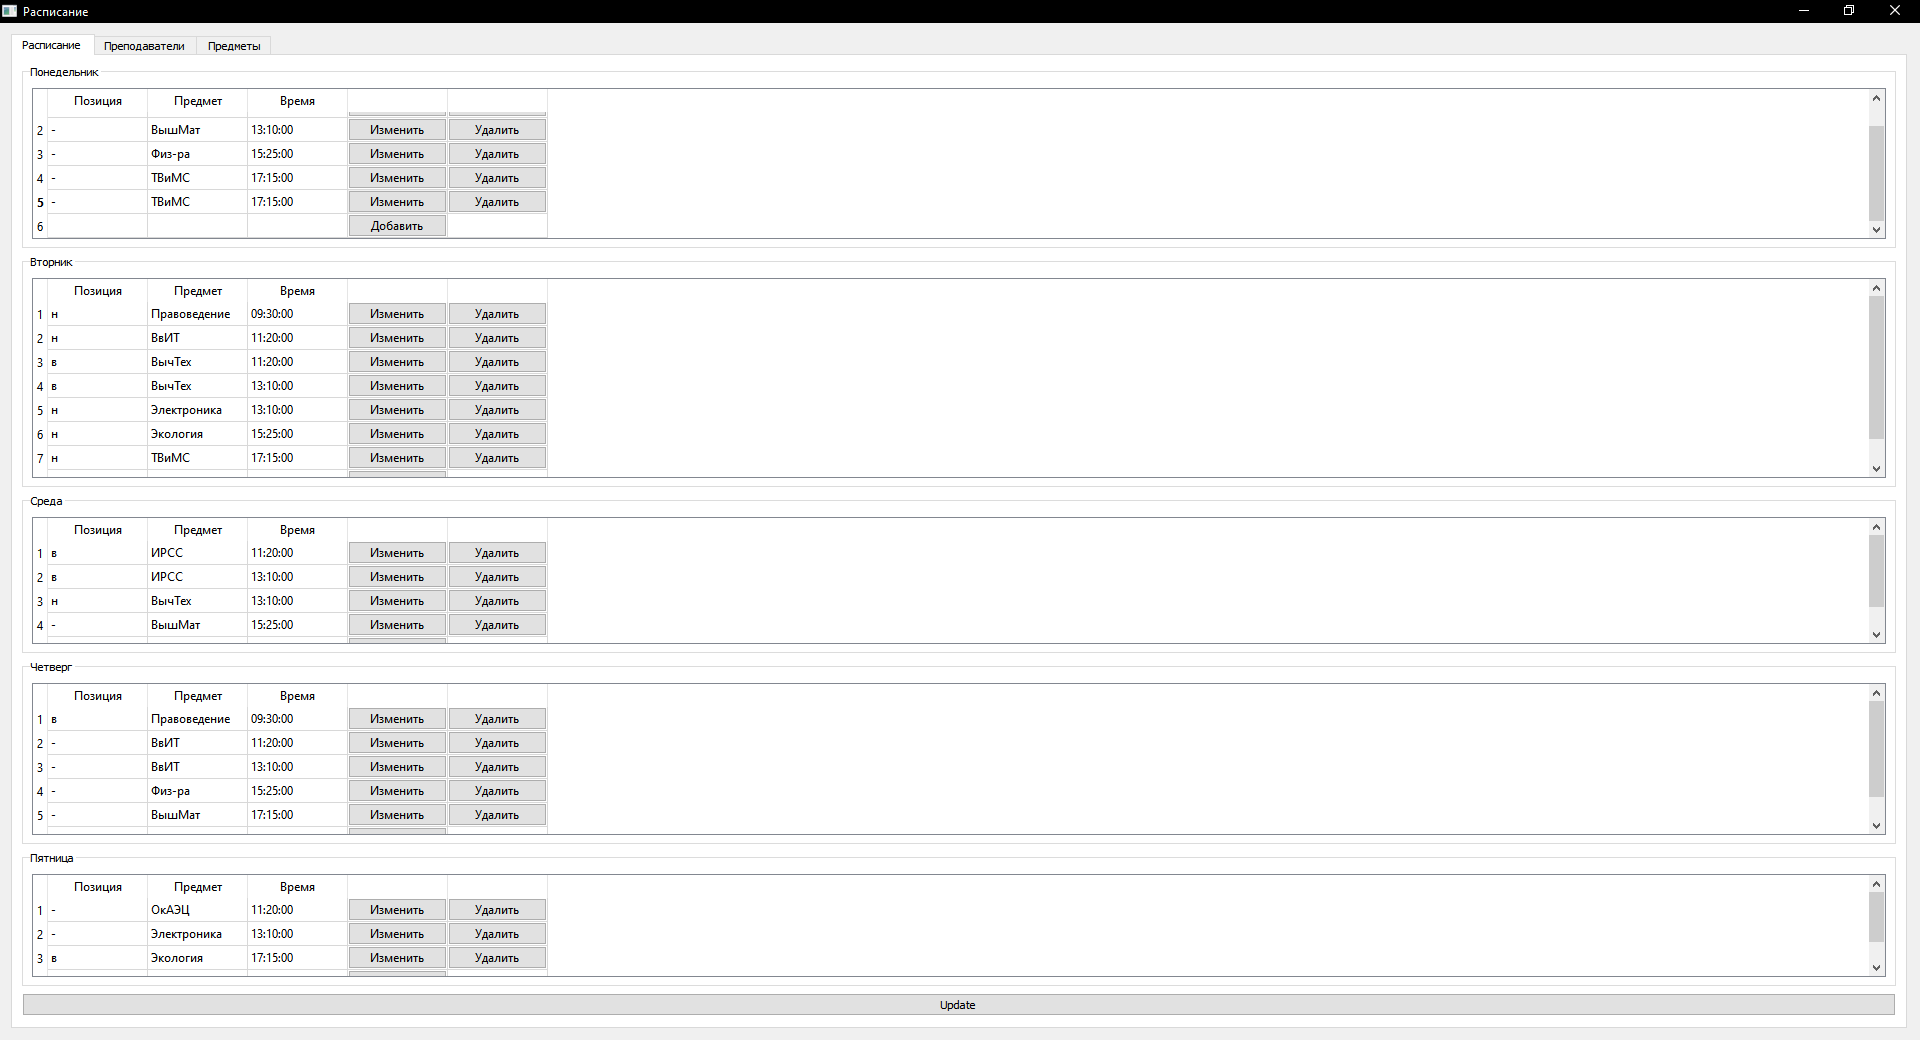 Расписание
Расписание Преподаватели Предметы
Понедельник
Позиция Предмет Время
2 - ВышМат 13:10:00 Изменить Удалить
3 - Физ-ра 15:25:00 Изменить Удалить
4 - ТВиМС 17:15:00 Изменить Удалить
5 - ТВиМС 17:15:00 Изменить Удалить
6 Добавить
Вторник
Позиция Предмет Время
1 н Правоведение 09:30:00 Изменить Удалить
2 н ВвИТ 11:20:00 Изменить Удалить
3 в ВычТех 11:20:00 Изменить Удалить
4 в ВычТех 13:10:00 Изменить Удалить
5 н Электроника 13:10:00 Изменить Удалить
6 н Экология 15:25:00 Изменить Удалить
7 н ТВиМС 17:15:00 Изменить Удалить
Среда
Позиция Предмет Время
1 в ИРСС 11:20:00 Изменить Удалить
2 в ИРСС 13:10:00 Изменить Удалить
3 н ВычТех 13:10:00 Изменить Удалить
4 - ВышМат 15:25:00 Изменить Удалить
Четверг
Позиция Предмет Время
1 в Правоведение 09:30:00 Изменить Удалить
2 - ВвИТ 11:20:00 Изменить Удалить
3 - ВвИТ 13:10:00 Изменить Удалить
4 - Физ-ра 15:25:00 Изменить Удалить
5 - ВышМат 17:15:00 Изменить Удалить
Пятница
Позиция Предмет Время
1 - ОкАЭЦ 11:20:00 Изменить Удалить
2 - Электроника 13:10:00 Изменить Удалить
3 в Экология 17:15:00 Изменить Удалить
Update